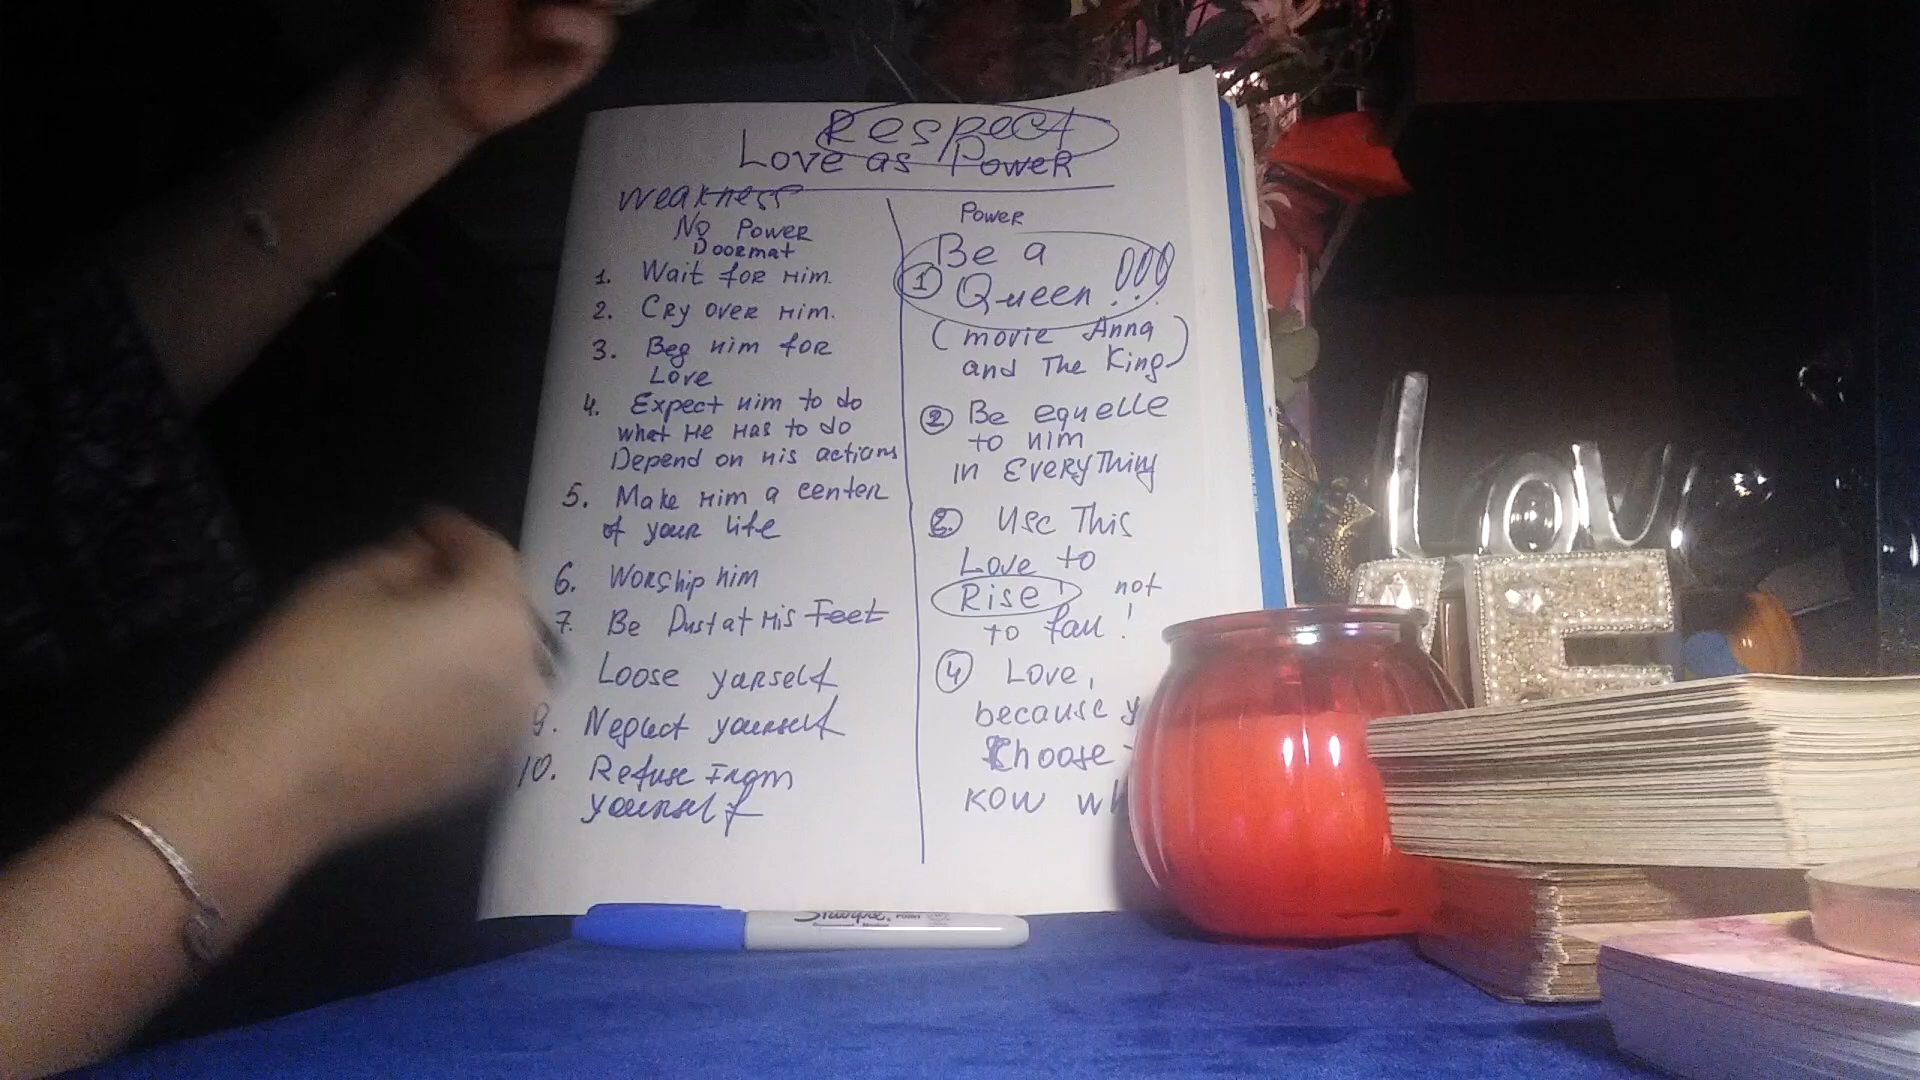 Respect
Love as Power
Weakness
No Power
Doormat
1. Wait for Him.
2. Cry over Him.
3. Beg him for
Love
4. Expect him to do
what He Has to do
Depend on his actions
5. Make Him a center
of your life
6. Worship him
7. Be Dust at His Feet
Loose yourself
9. Neglect yourself
10. Refuse From
yourself
Power
Be a
1 Queen!!!
(movie Anna
and The King)
2 Be equelle
to him
in EveryThing
3. Use This
Love to
Rise! not
to fall!
4 Love,
because y
Choose
Kow wh
Sharpie.
LOV
E